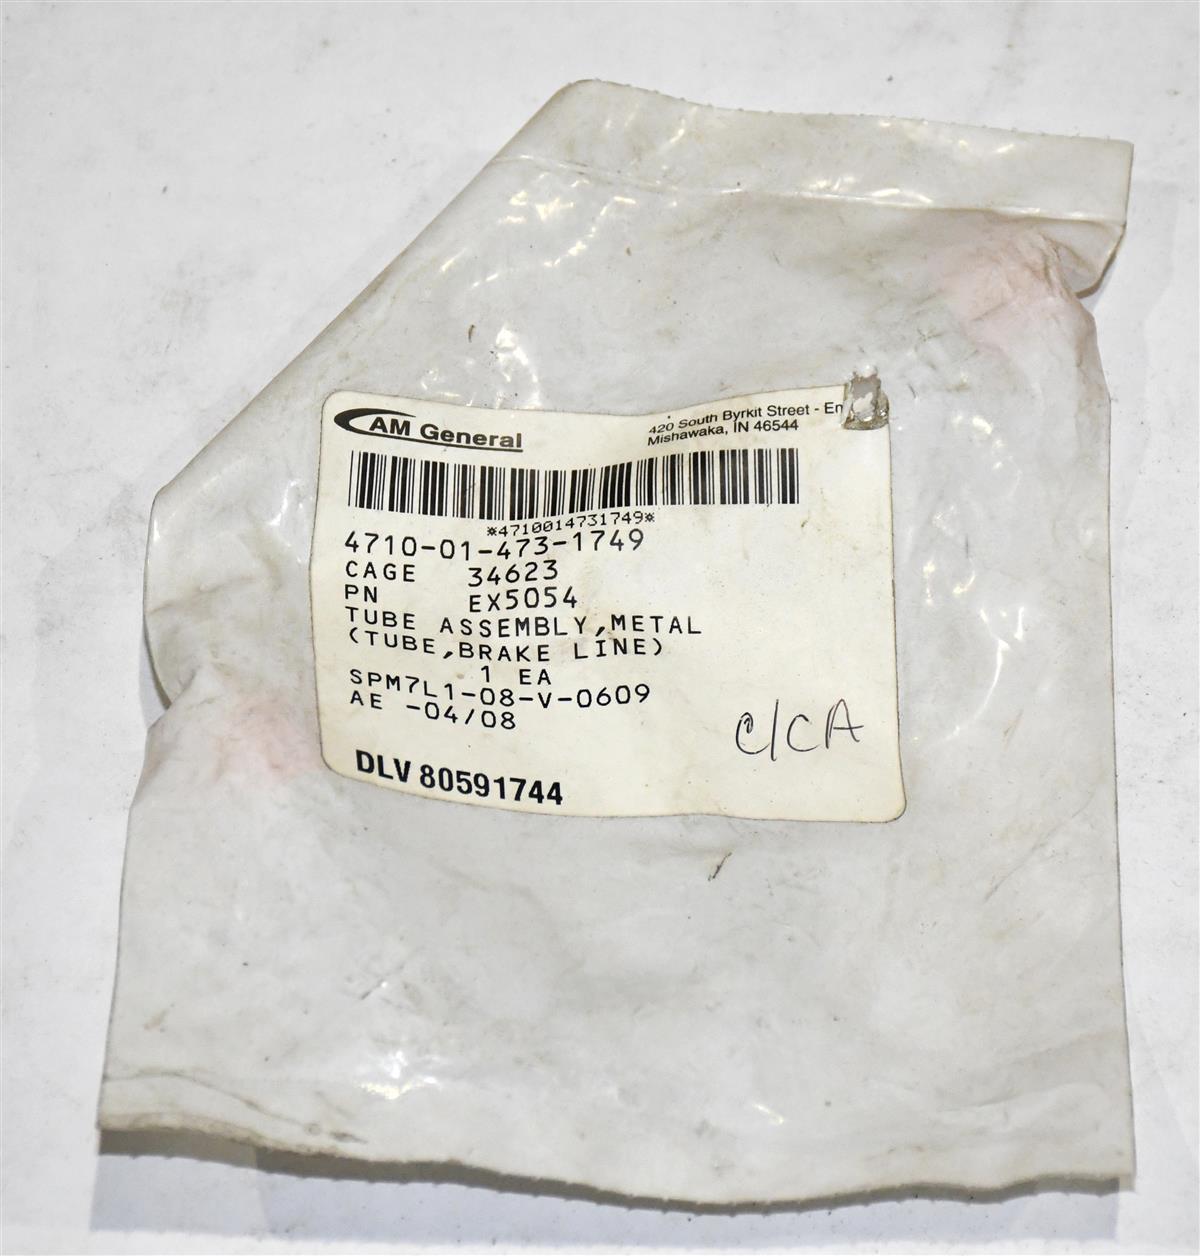 AM General
420 South Byrkit Street -
Mishawaka, IN 46544
*4710014731749*
4710-01-473-1749
CAGE 34623
PN EX5054
TUBE ASSEMBLY,METAL
(TUBE,BRAKE LINE)
1 EA
SPM7L1-08-V-0609
AE -04/08
C/CA
DLV 80591744